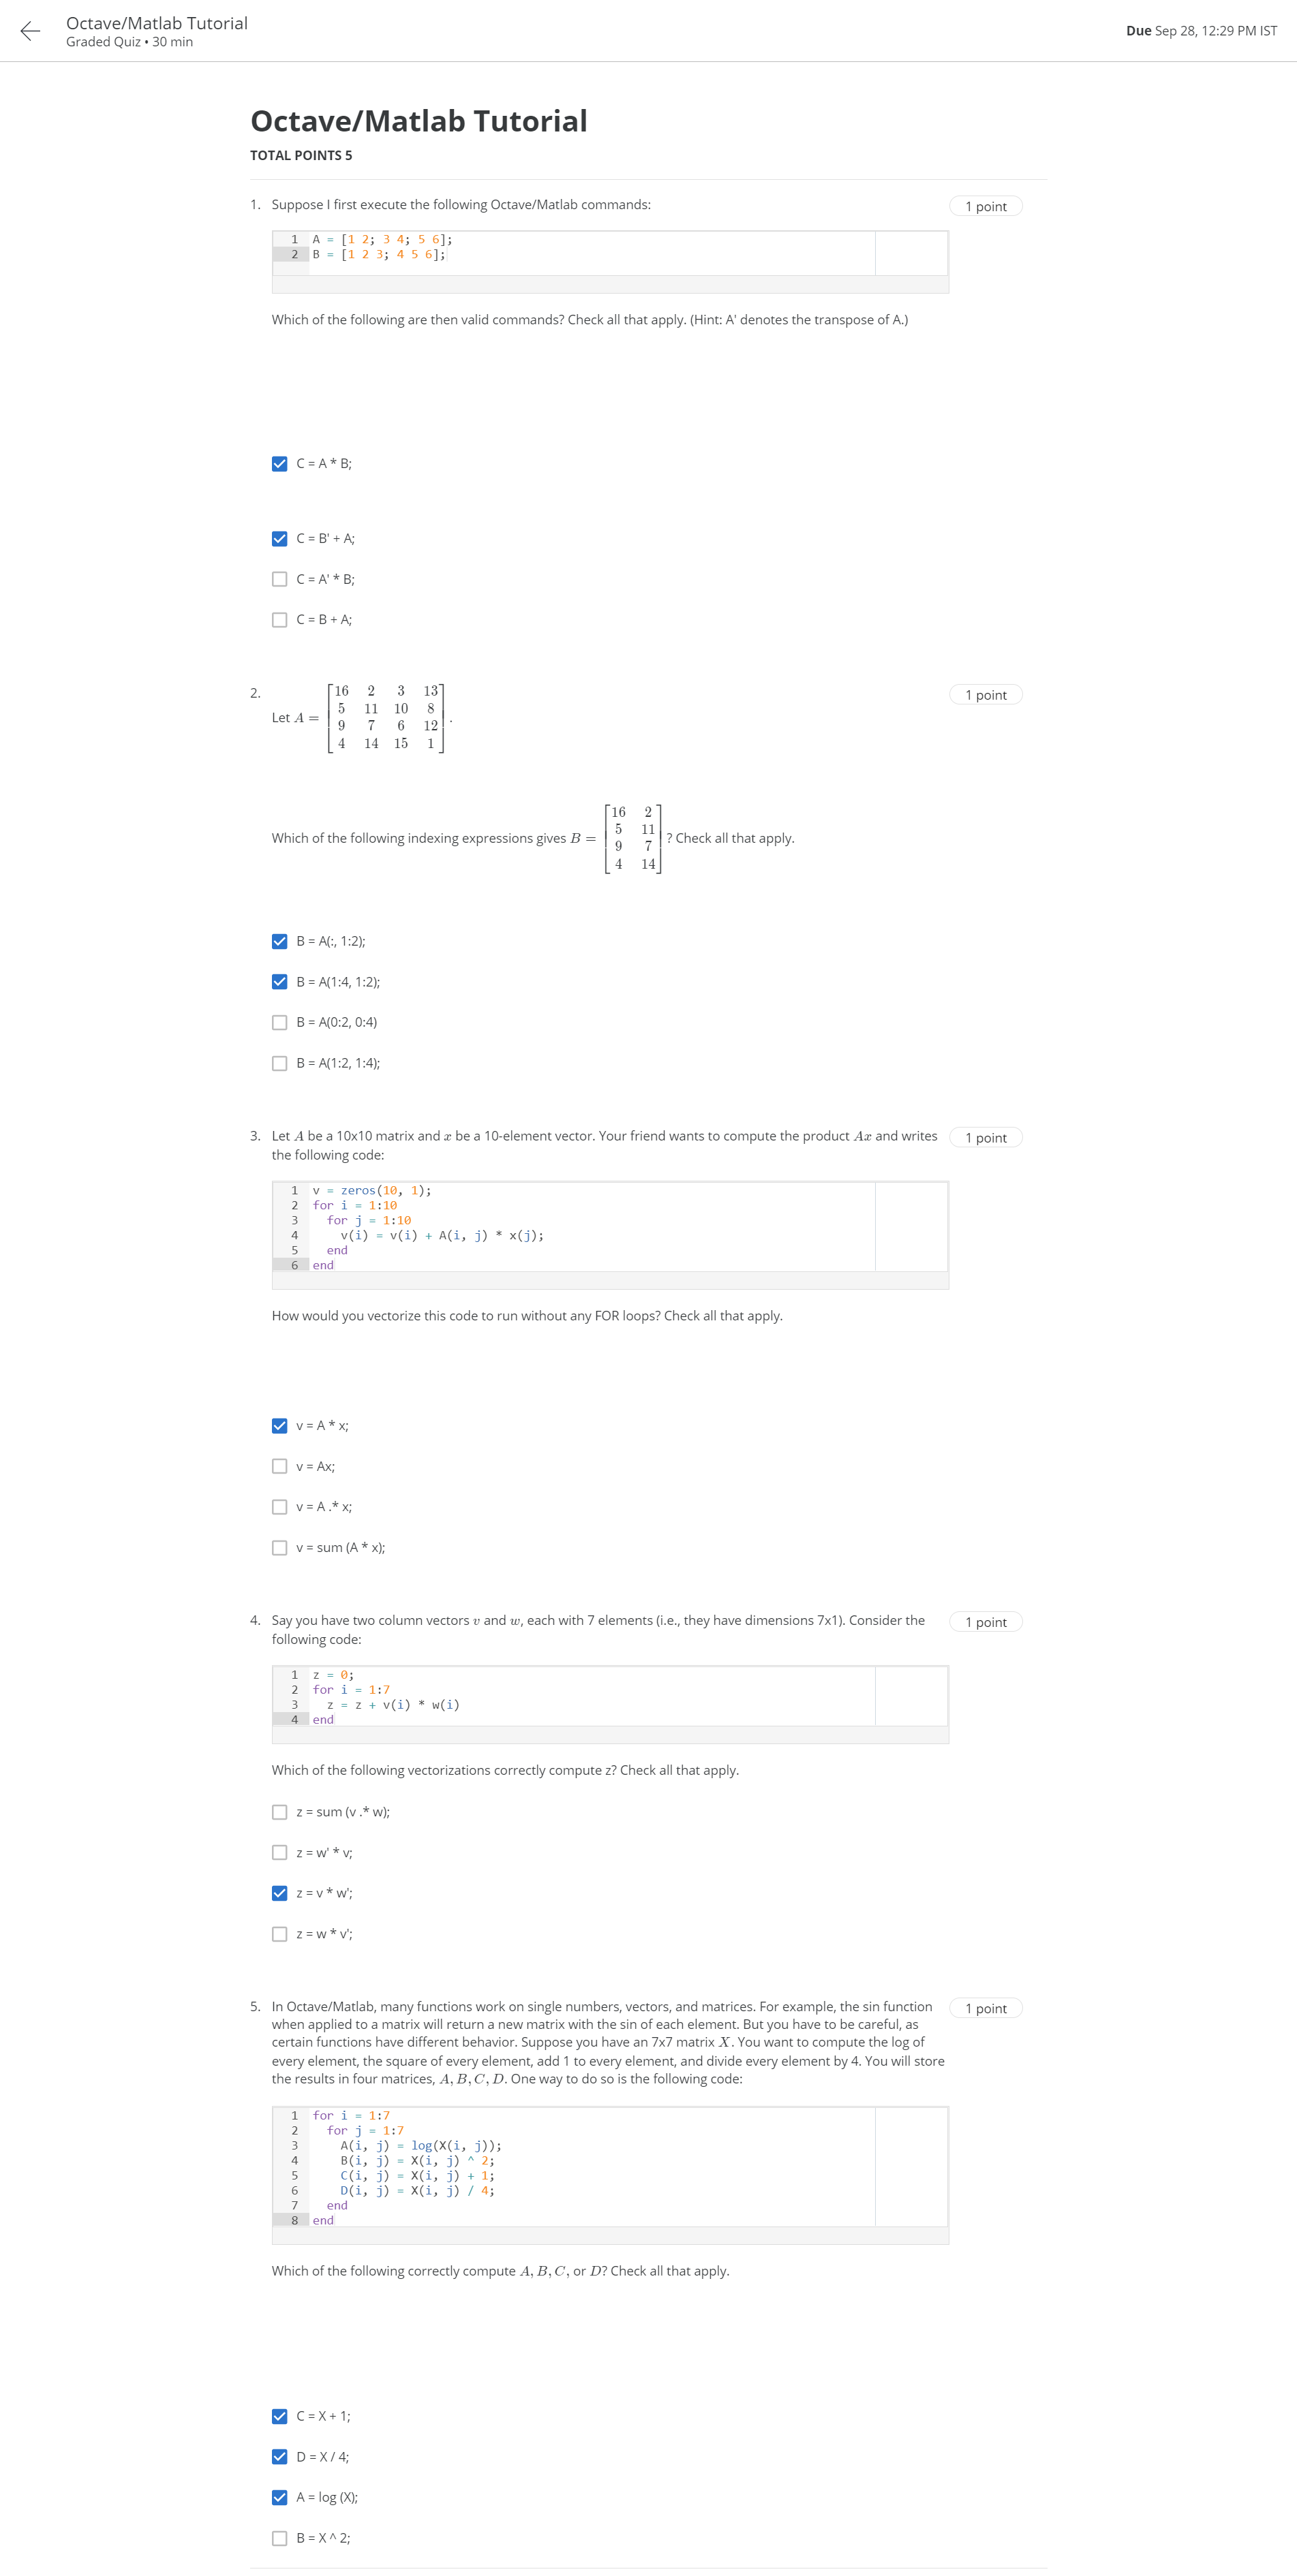 Octave/Matlab Tutorial
Graded Quiz • 30 min
Due Sep 28, 12:29 PM IST
Octave/Matlab Tutorial
TOTAL POINTS 5
1. Suppose I first execute the following Octave/Matlab commands:
1 point
1 A = [1 2; 3 4; 5 6];
2 B = [1 2 3; 4 5 6];
Which of the following are then valid commands? Check all that apply. (Hint: A' denotes the transpose of A.)
C = A * B;
C = B' + A;
C = A' * B;
C = B + A;
2.
1 point
Let A =
16 2 3 13
5 11 10 8
9 7 6 12
4 14 15 1
.
Which of the following indexing expressions gives B =
16 2
5 11
9 7
4 14
? Check all that apply.
B = A(:, 1:2);
B = A(1:4, 1:2);
B = A(0:2, 0:4)
B = A(1:2, 1:4);
3. Let A be a 10x10 matrix and x be a 10-element vector. Your friend wants to compute the product Ax and writes
the following code:
1 point
1 v = zeros(10, 1);
2 for i = 1:10
3 for j = 1:10
4 v(i) = v(i) + A(i, j) * x(j);
5 end
6 end
How would you vectorize this code to run without any FOR loops? Check all that apply.
v = A * x;
v = Ax;
v = A .* x;
v = sum (A * x);
4. Say you have two column vectors v and w, each with 7 elements (i.e., they have dimensions 7x1). Consider the
following code:
1 point
1 z = 0;
2 for i = 1:7
3 z = z + v(i) * w(i)
4 end
Which of the following vectorizations correctly compute z? Check all that apply.
z = sum (v .* w);
z = w' * v;
z = v * w';
z = w * v';
5. In Octave/Matlab, many functions work on single numbers, vectors, and matrices. For example, the sin function
when applied to a matrix will return a new matrix with the sin of each element. But you have to be careful, as
certain functions have different behavior. Suppose you have an 7x7 matrix X. You want to compute the log of
every element, the square of every element, add 1 to every element, and divide every element by 4. You will store
the results in four matrices, A, B, C, D. One way to do so is the following code:
1 point
1 for i = 1:7
2 for j = 1:7
3 A(i, j) = log(X(i, j));
4 B(i, j) = X(i, j) ^ 2;
5 C(i, j) = X(i, j) + 1;
6 D(i, j) = X(i, j) / 4;
7 end
8 end
Which of the following correctly compute A, B, C, or D? Check all that apply.
C = X + 1;
D = X / 4;
A = log (X);
B = X ^ 2;